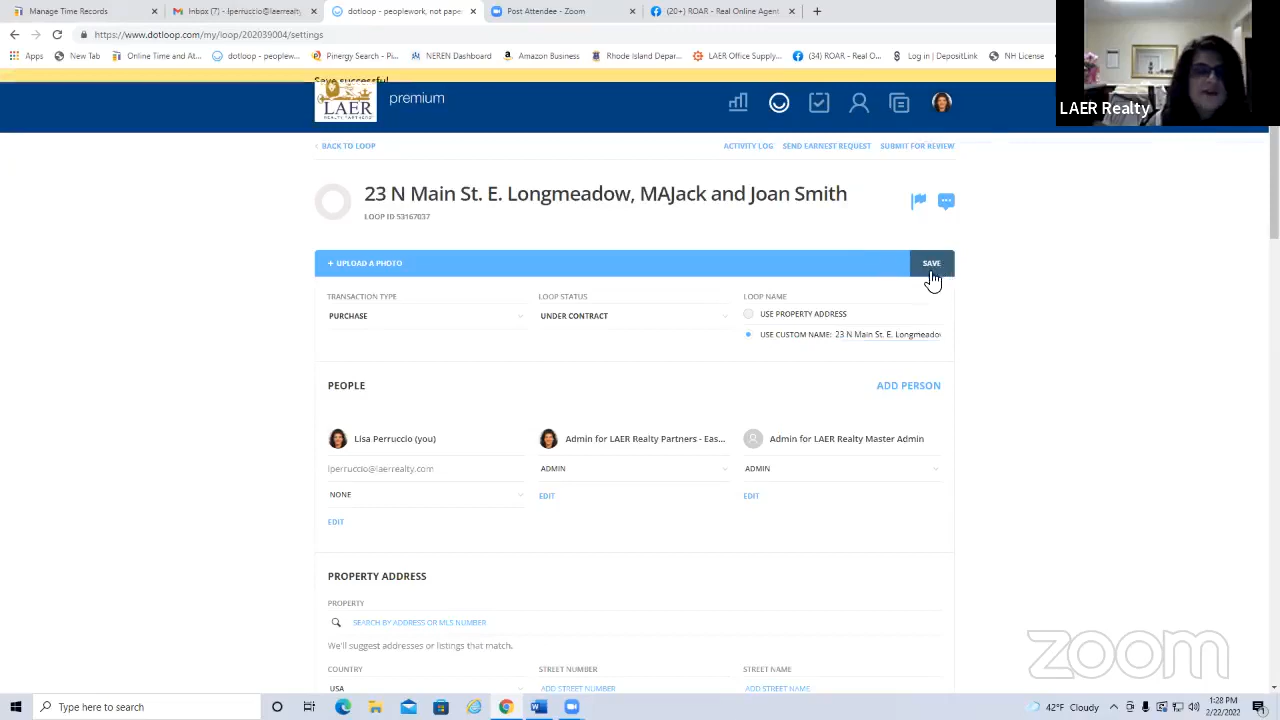 Manage Time Records
Inbox (7) - lperruccio@laerrealty.
My Loops - dotloop
Post Attendee - Zoom
(20+) ROAR - Real Online Agent
https://www.dotloop.com/my/loop/202039004/settings
Apps
New Tab
Online Time and At...
dotloop - peoplew...
Pinergy Search - Pi...
NEREN Dashboard
Amazon Business
Rhode Island Depar...
LAER Office Supply...
(34) ROAR - Real O...
Log in | DepositLink
NH License
Save successful
LAER
REALTY PARTNERS
premium
LAER Realty
BACK TO LOOP
ACTIVITY LOG
SEND EARNEST REQUEST
SUBMIT FOR REVIEW
23 N Main St. E. Longmeadow, MAJack and Joan Smith
LOOP ID 53167037
+ UPLOAD A PHOTO
SAVE
TRANSACTION TYPE
LOOP STATUS
LOOP NAME
PURCHASE
UNDER CONTRACT
USE PROPERTY ADDRESS
USE CUSTOM NAME: 23 N Main St. E. Longmeado
PEOPLE
ADD PERSON
Lisa Perruccio (you)
Admin for LAER Realty Partners - Eas...
Admin for LAER Realty Master Admin
lperruccio@laerrealty.com
ADMIN
ADMIN
NONE
EDIT
EDIT
EDIT
PROPERTY ADDRESS
PROPERTY
SEARCH BY ADDRESS OR MLS NUMBER
We'll suggest addresses or listings that match.
COUNTRY
STREET NUMBER
STREET NAME
USA
ADD STREET NUMBER
ADD STREET NAME
zoom
Type here to search
42°F Cloudy
1:28 PM
2/22/2022